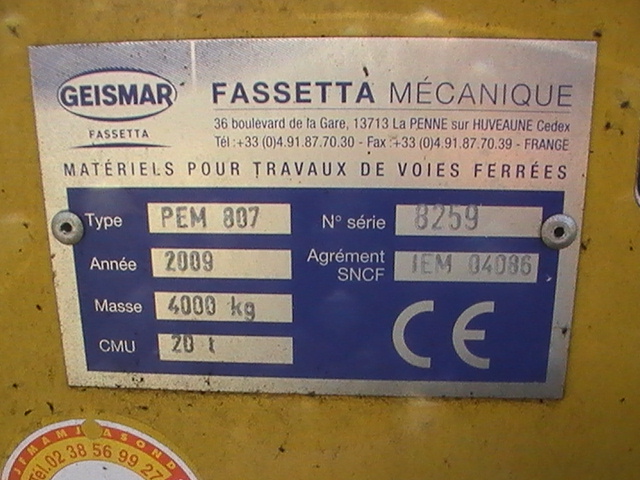 GEISMAR
FASSETTA
FASSETTA MÉCANIQUE
36 boulevard de la Gare, 13713 La PENNE sur HUVEAUNE Cedex
Tél :+33 (0)4.91.87.70.30 - Fax :+33 (0)4.91.87.70.39 - FRANCE
MATÉRIELS POUR TRAVAUX DE VOIES FERRÉES
Type PEM 807
N° série 8259
Année 2009
Agrément SNCF IEM 04086
Masse 4000 kg
CMU 20 t
CE
J F M A M J J A S O N D
Tél. 02 38 56 99 27